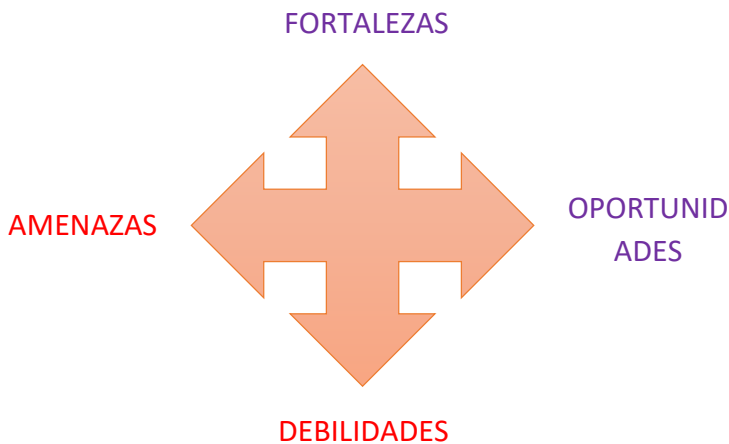 FORTALEZAS
AMENAZAS
OPORTUNID
ADES
DEBILIDADES